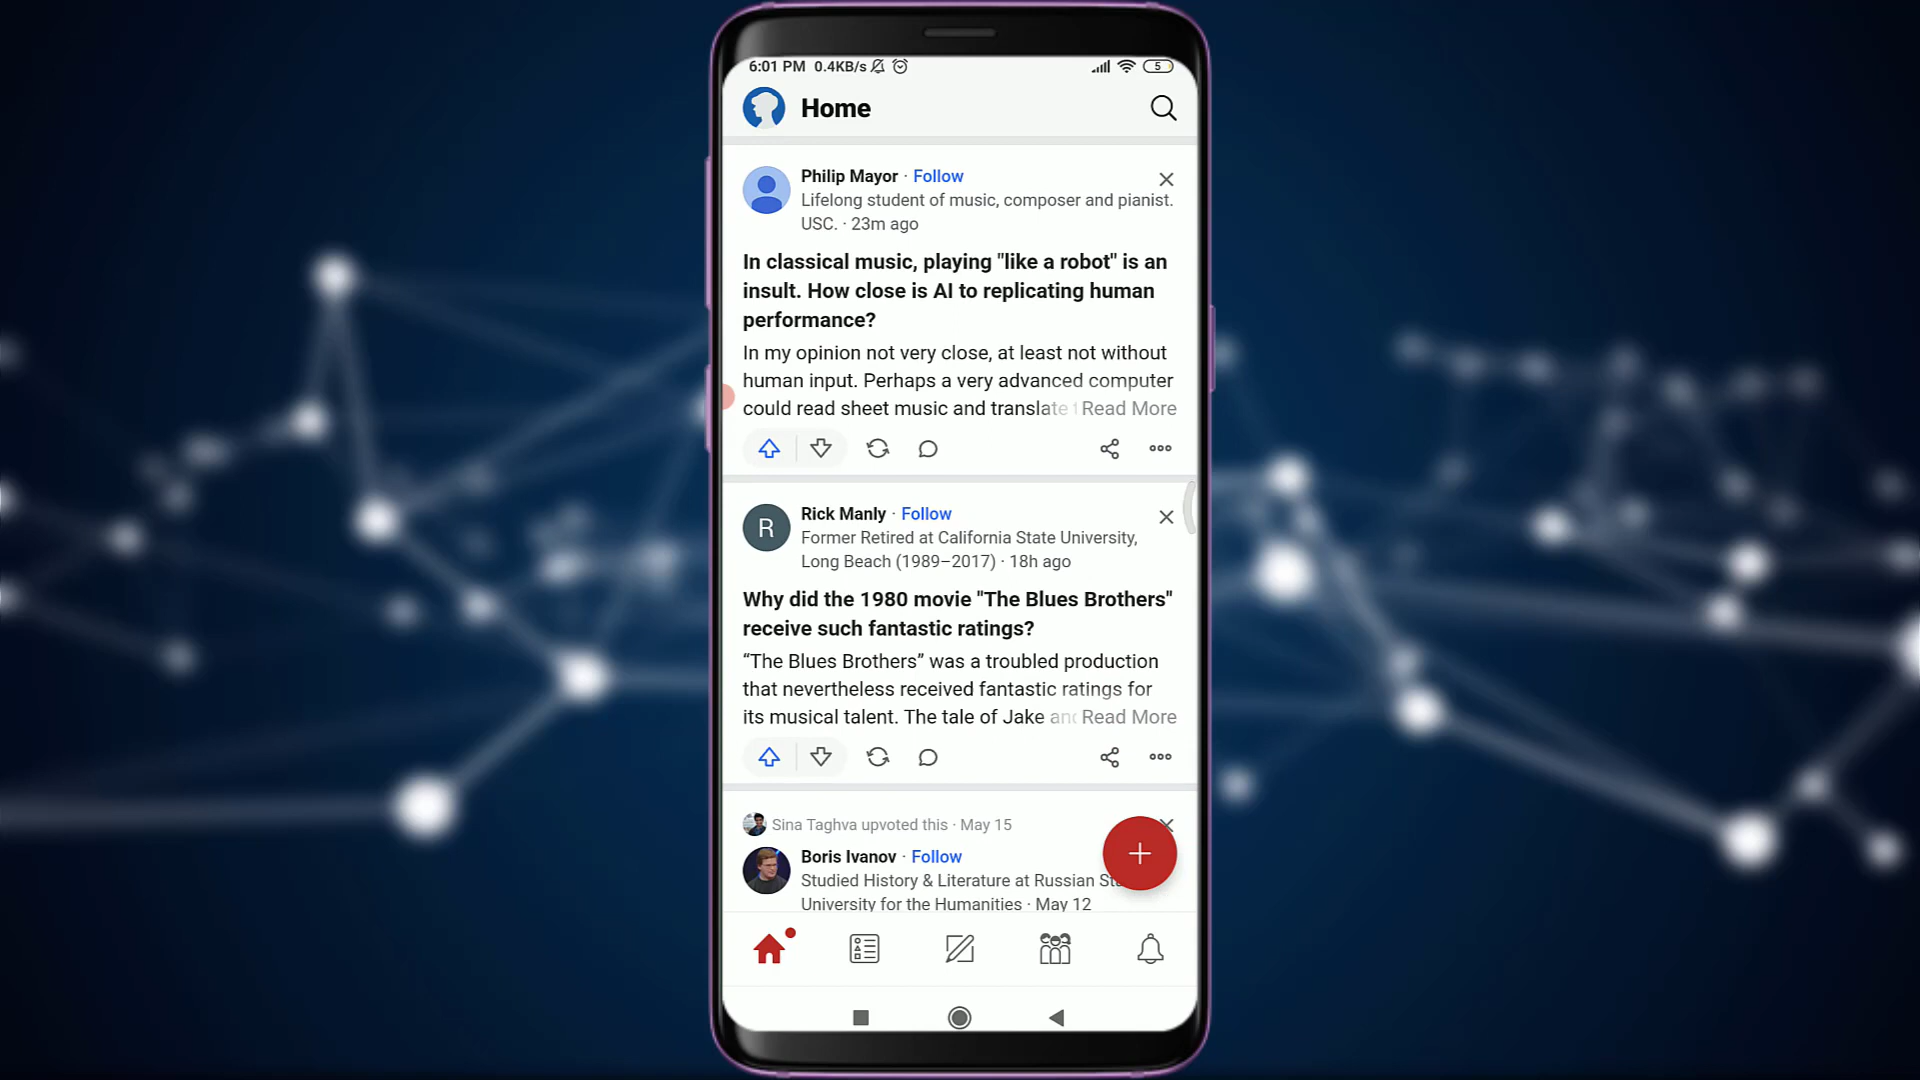 6:01 PM 0.4KB/s 5
Home
Philip Mayor · Follow
Lifelong student of music, composer and pianist.
USC. · 23m ago
In classical music, playing "like a robot" is an
insult. How close is AI to replicating human
performance?
In my opinion not very close, at least not without
human input. Perhaps a very advanced computer
could read sheet music and translate Read More
R
Rick Manly · Follow
Former Retired at California State University,
Long Beach (1989–2017) · 18h ago
Why did the 1980 movie "The Blues Brothers"
receive such fantastic ratings?
“The Blues Brothers” was a troubled production
that nevertheless received fantastic ratings for
its musical talent. The tale of Jake and Read More
Sina Taghva upvoted this · May 15
Boris Ivanov · Follow
Studied History & Literature at Russian
University for the Humanities · May 12